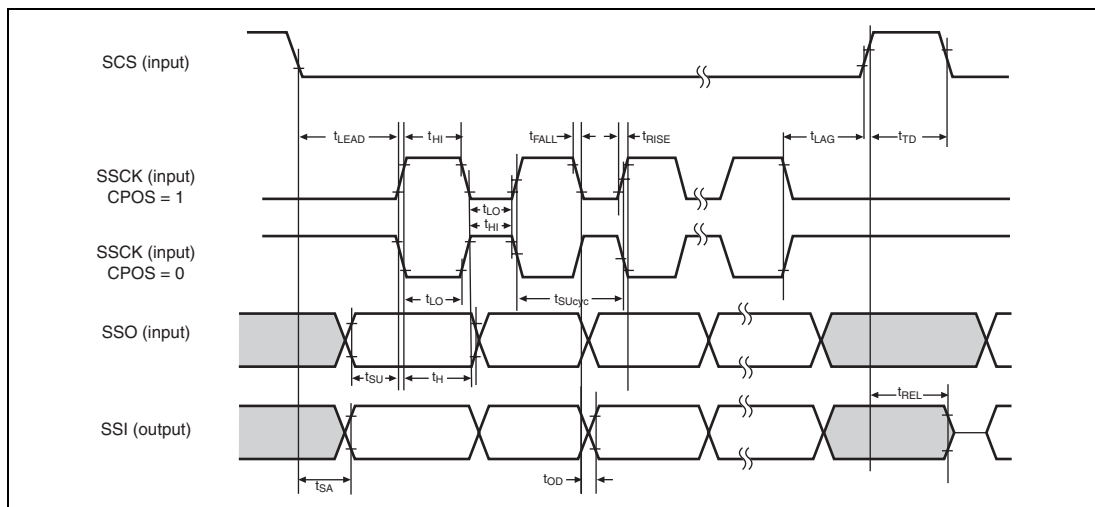 SCS (input)
tLEAD
tHI
tFALL
tRISE
tLAG
tTD
SSCK (input)
CPOS = 1
tLO
tHI
SSCK (input)
CPOS = 0
tLO
tSUcyc
SSO (input)
tSU
tH
tREL
SSI (output)
tSA
tOD